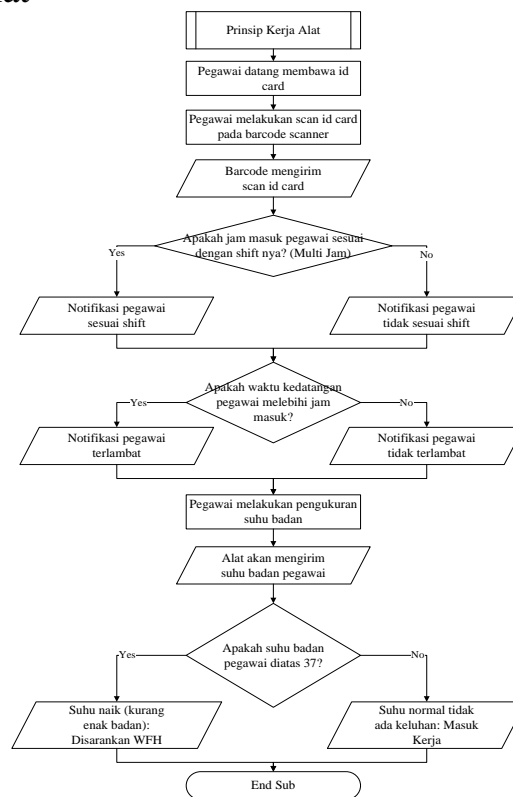 Prinsip Kerja Alat
Pegawai datang membawa id
card
Pegawai melakukan scan id card
pada barcode scanner
Barcode mengirim
scan id card
Apakah jam masuk pegawai sesuai
dengan shift nya? (Multi Jam)
Yes
No
Notifikasi pegawai
sesuai shift
Notifikasi pegawai
tidak sesuai shift
Apakah waktu kedatangan
pegawai melebihi jam
masuk?
Yes
No
Notifikasi pegawai
terlambat
Notifikasi pegawai
tidak terlambat
Pegawai melakukan pengukuran
suhu badan
Alat akan mengirim
suhu badan pegawai
Apakah suhu badan
pegawai diatas 37?
Yes
No
Suhu naik (kurang
enak badan):
Disarankan WFH
Suhu normal tidak
ada keluhan: Masuk
Kerja
End Sub